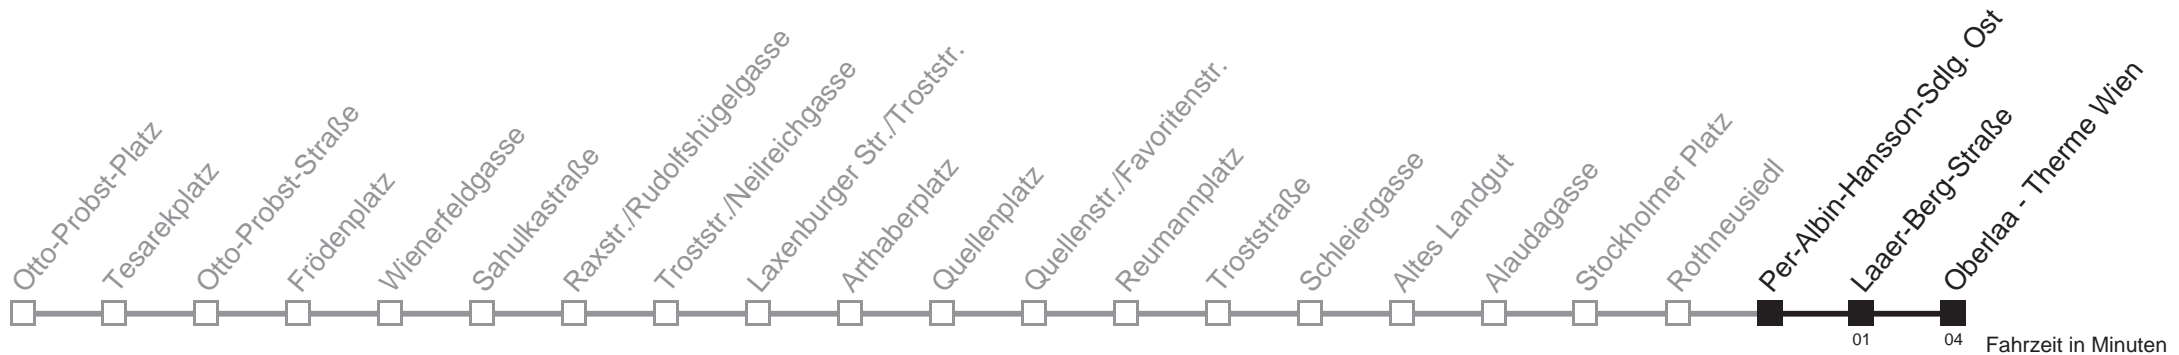 Otto-Probst-Platz
Tesarekplatz
Otto-Probst-Straße
Frödenplatz
Wienerfeldgasse
Sahulkastraße
Raxstr./Rudolfshügelgasse
Troststr./Neilreichgasse
Laxenburger Str./Troststr.
Arthaberplatz
Quellenplatz
Quellenstr./Favoritenstr.
Reumannplatz
Troststraße
Schleiergasse
Altes Landgut
Alaudagasse
Stockholmer Platz
Rothneusiedl
Per-Albin-Hansson-Sdlg. Ost
Laaer-Berg-Straße
Oberlaa - Therme Wien
01
04
Fahrzeit in Minuten